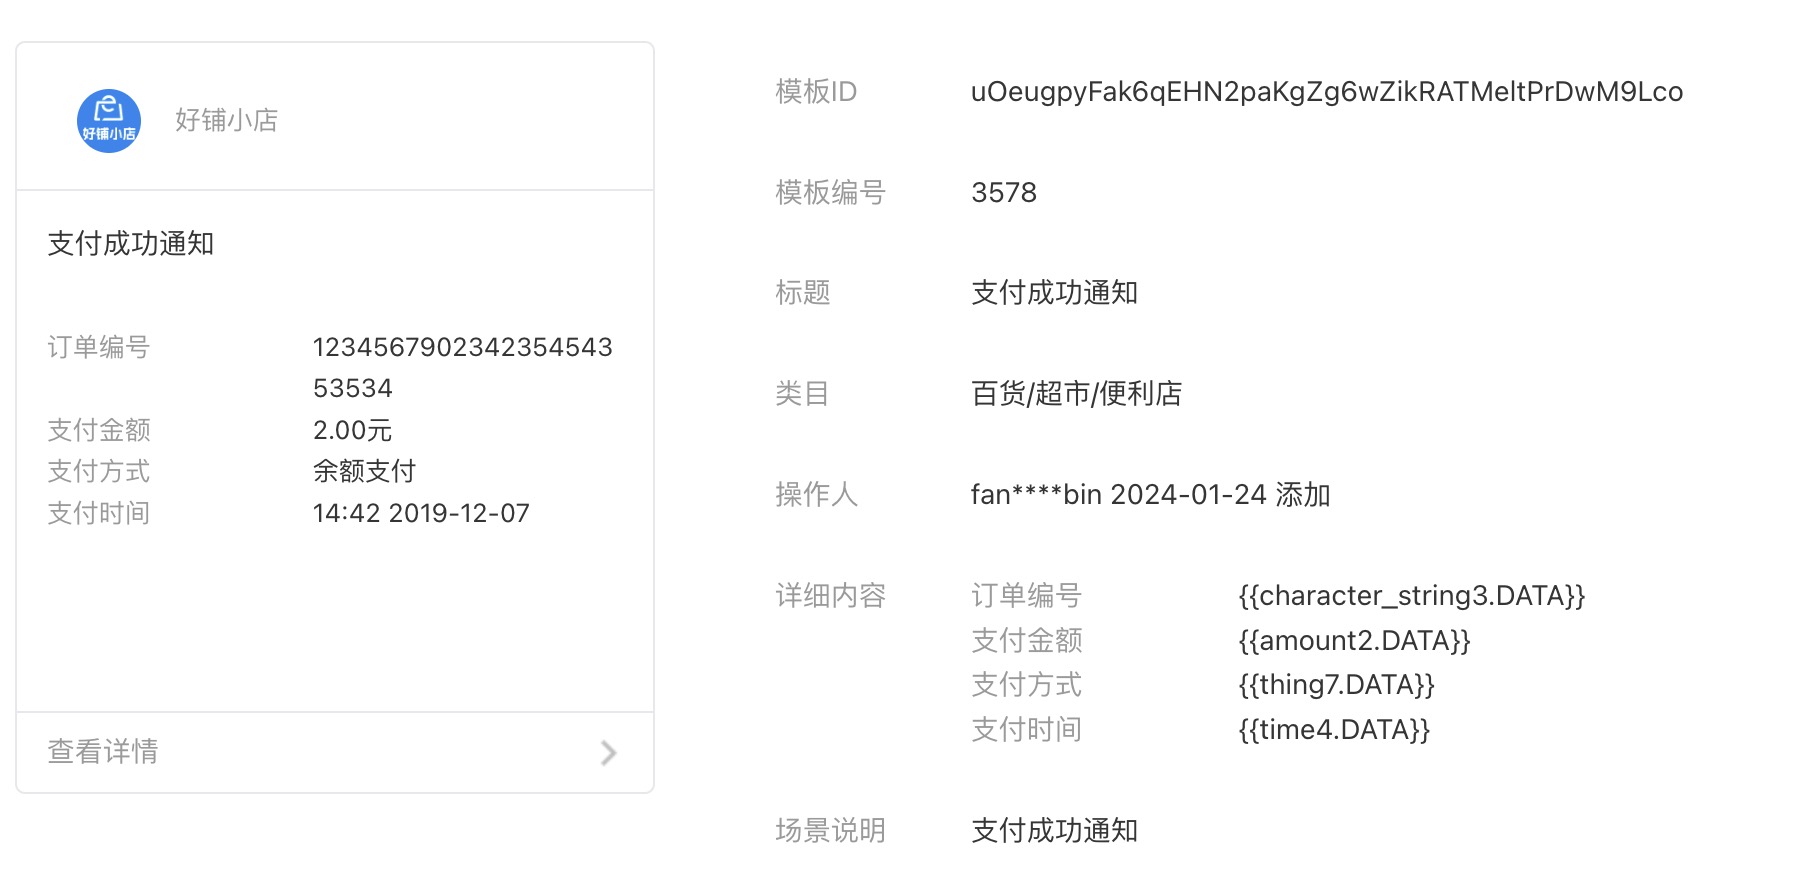 好铺小店
好铺小店
支付成功通知
订单编号 1234567902342354543
53534
支付金额 2.00元
支付方式 余额支付
支付时间 14:42 2019-12-07
查看详情
模板ID uOeugpyFak6qEHN2paKgZg6wZikRATMeltPrDwM9Lco
模板编号 3578
标题 支付成功通知
类目 百货/超市/便利店
操作人 fan****bin 2024-01-24 添加
详细内容 订单编号 {{character_string3.DATA}}
支付金额 {{amount2.DATA}}
支付方式 {{thing7.DATA}}
支付时间 {{time4.DATA}}
场景说明 支付成功通知